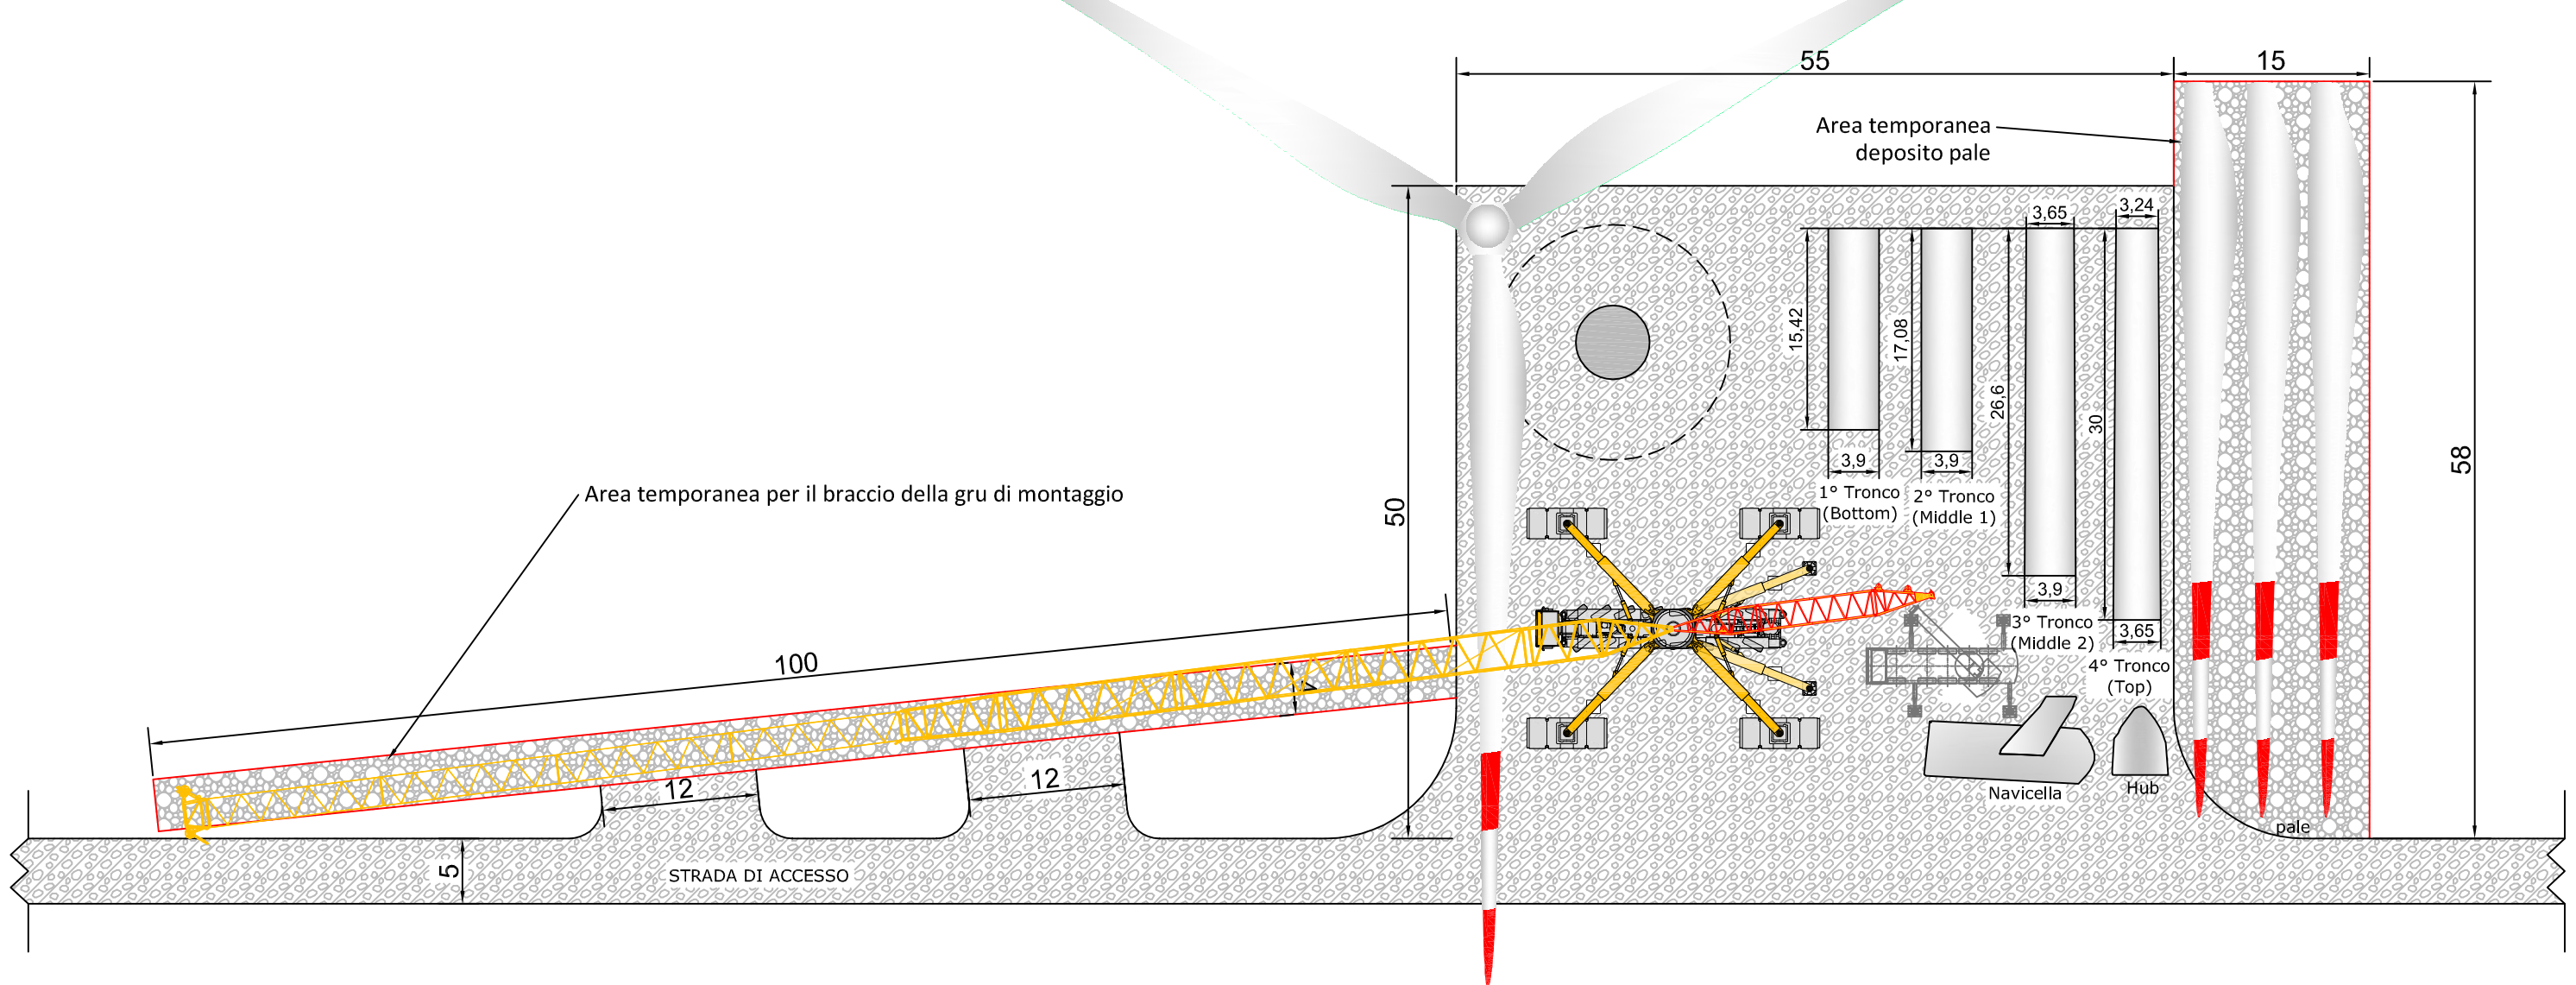 55
15
Area temporanea
deposito pale
3,65
3,24
15,42
17,08
26,6
30
58
50
3,9
3,9
1° Tronco
(Bottom)
2° Tronco
(Middle 1)
Area temporanea per il braccio della gru di montaggio
3,9
3° Tronco
(Middle 2)
3,65
4° Tronco
(Top)
100
4
12
12
Navicella
Hub
pale
5
STRADA DI ACCESSO